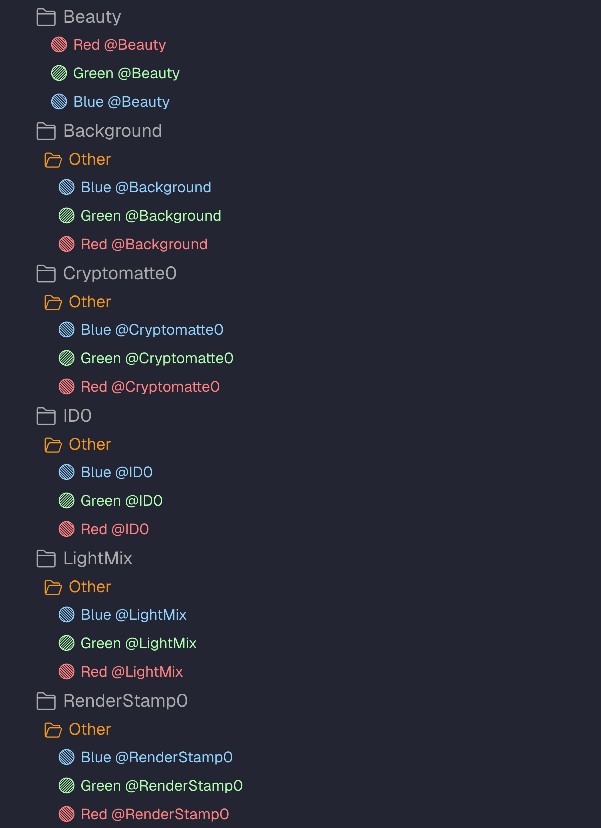 Beauty
Red @Beauty
Green @Beauty
Blue @Beauty
Background
Other
Blue @Background
Green @Background
Red @Background
Cryptomatte0
Other
Blue @Cryptomatte0
Green @Cryptomatte0
Red @Cryptomatte0
ID0
Other
Blue @ID0
Green @ID0
Red @ID0
LightMix
Other
Blue @LightMix
Green @LightMix
Red @LightMix
RenderStamp0
Other
Blue @RenderStamp0
Green @RenderStamp0
Red @RenderStamp0